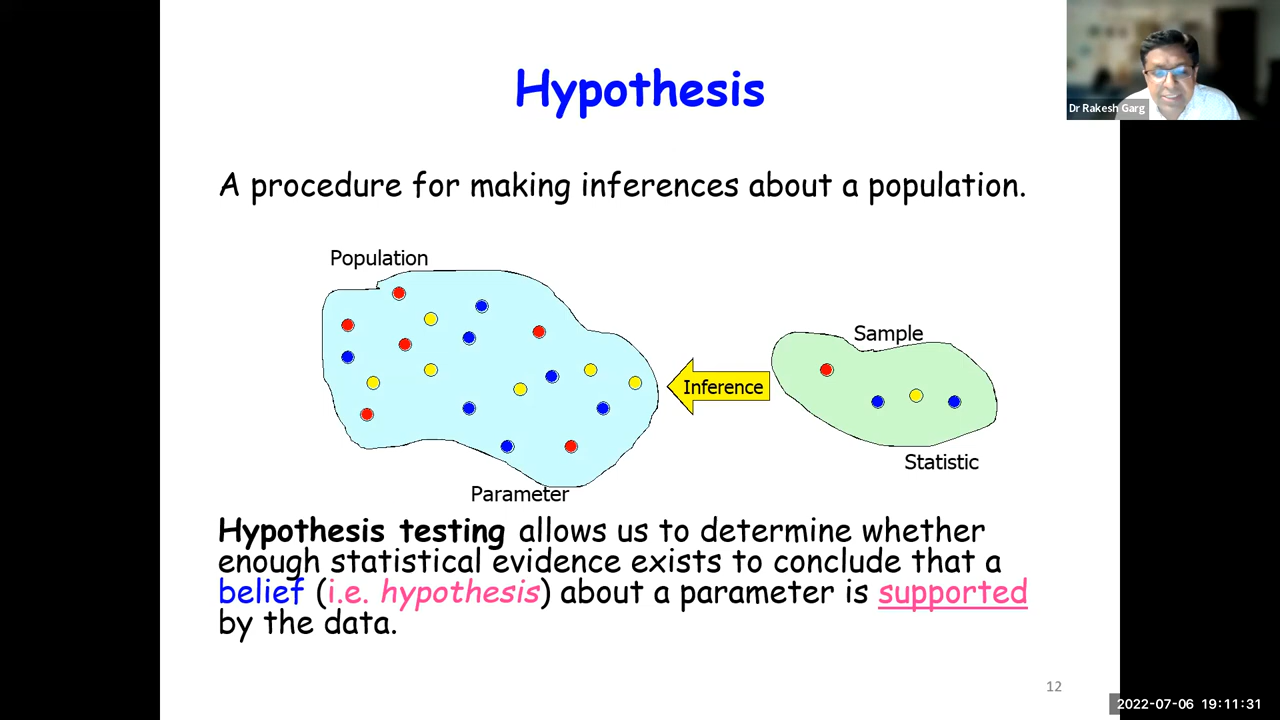 Hypothesis
Dr Rakesh Garg
A procedure for making inferences about a population.
Population
Sample
Inference
Statistic
Parameter
Hypothesis testing allows us to determine whether
enough statistical evidence exists to conclude that a
belief (i.e. hypothesis) about a parameter is supported
by the data.
12
2022-07-06 19:11:31